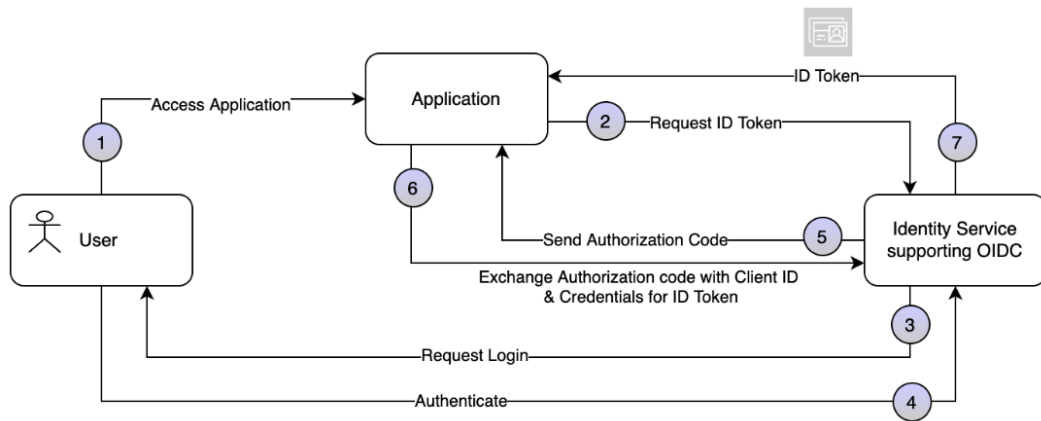 ID Token
Access Application
Application
2
Request ID Token
1
7
6
User
Send Authorization Code
5
Identity Service
supporting OIDC
Exchange Authorization code with Client ID
& Credentials for ID Token
3
Request Login
Authenticate
4